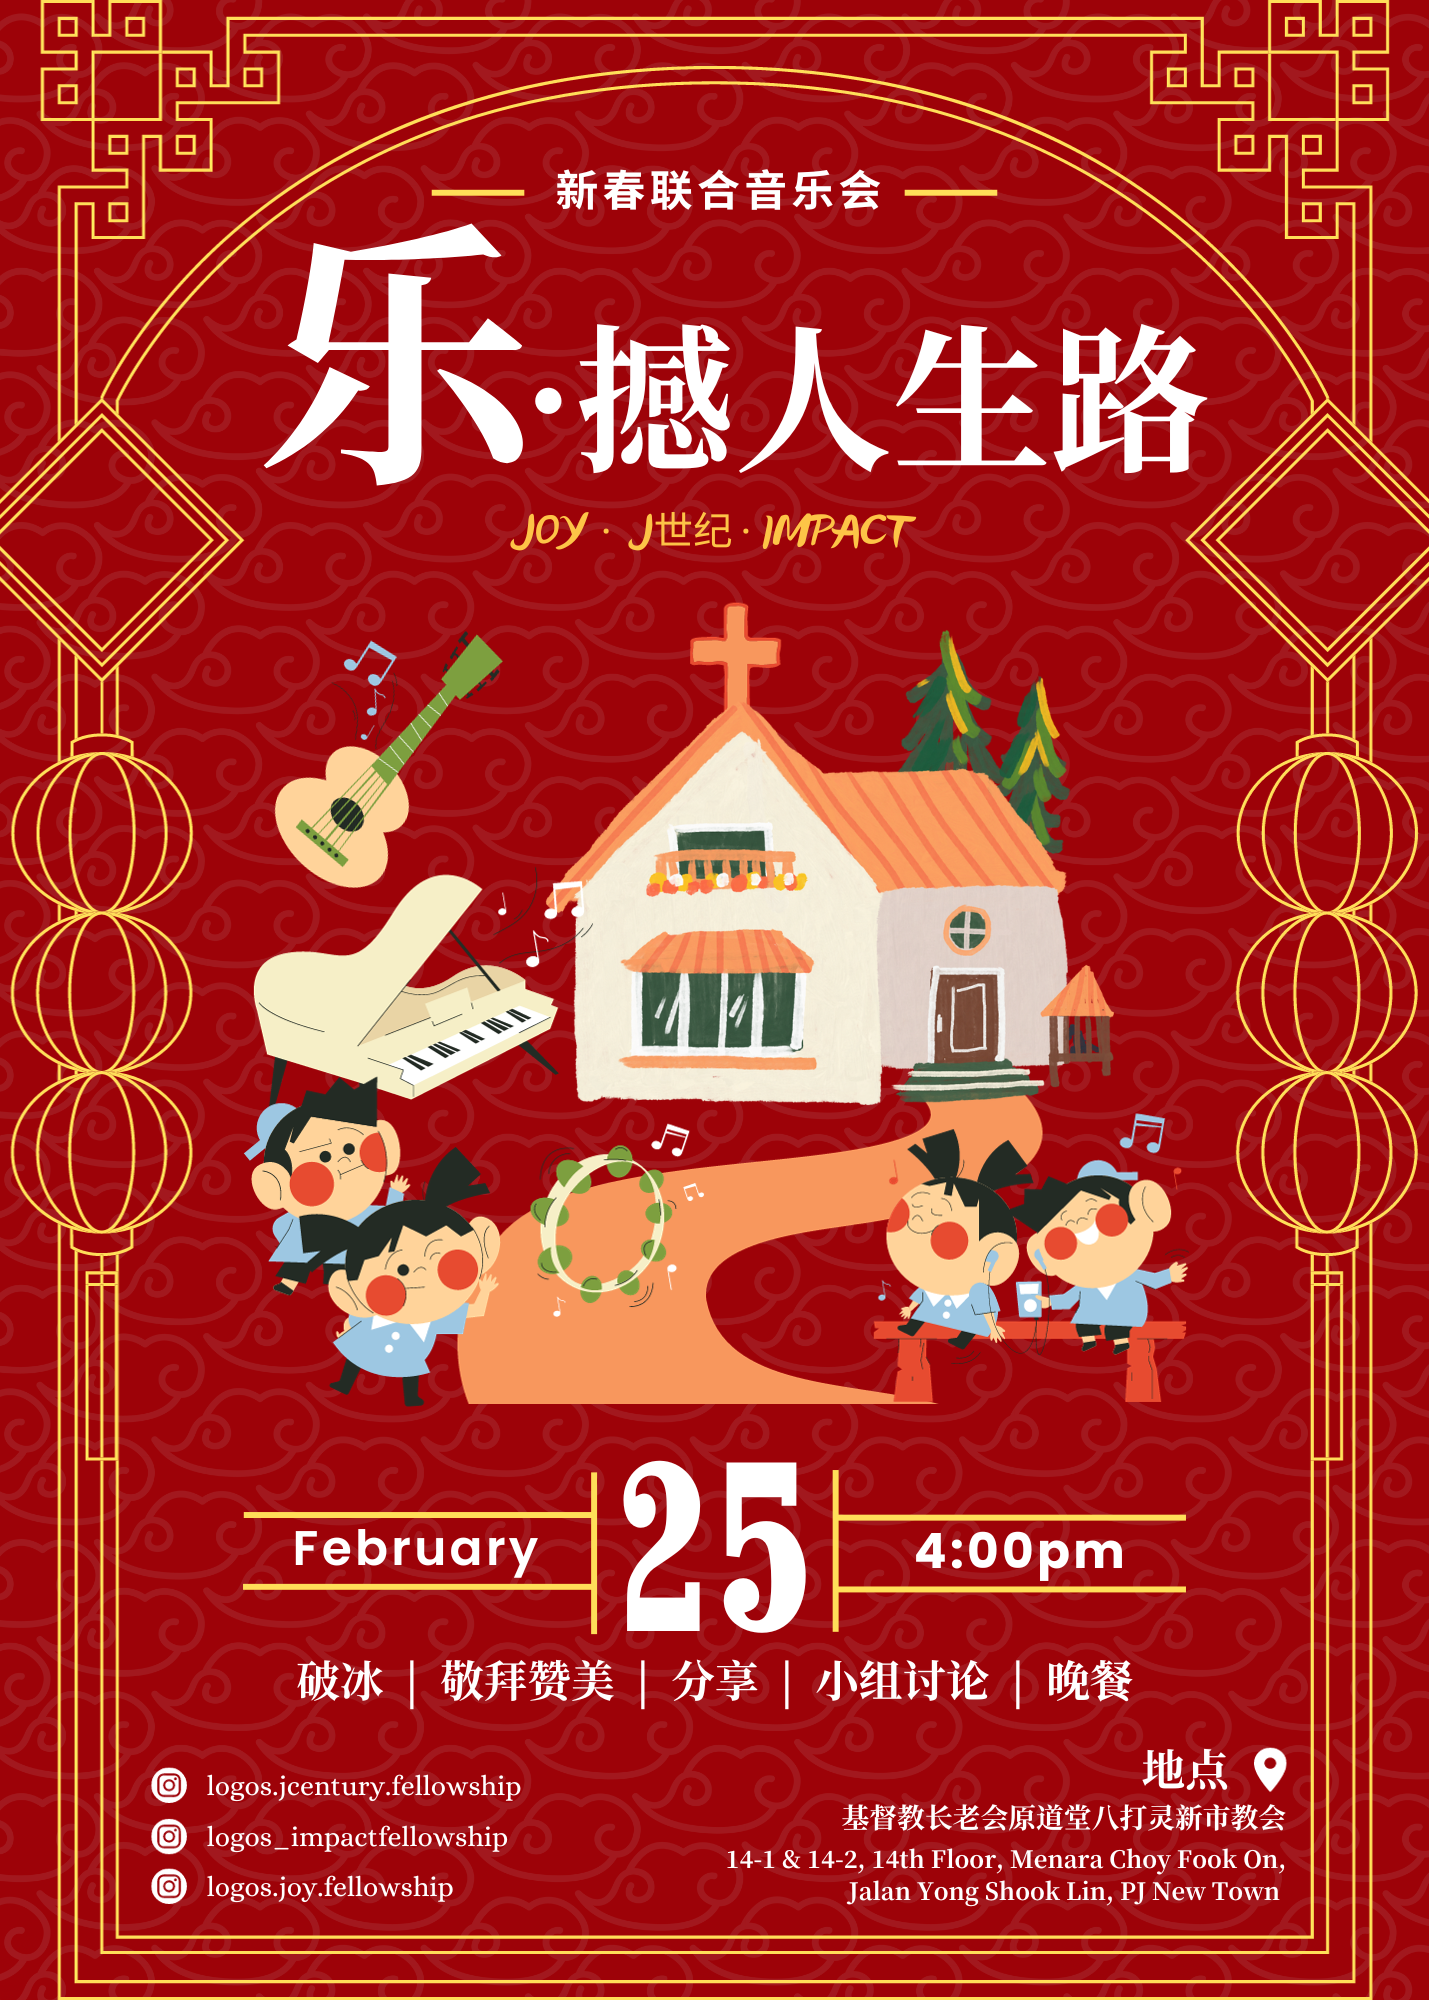 新春联合音乐会
乐·撼人生路
JOY · J世纪 · IMPACT
February
25
4:00pm
破冰 | 敬拜赞美 | 分享 | 小组讨论 | 晚餐
logos.jcentury.fellowship
logos_impactfellowship
logos.joy.fellowship
地点
基督教长老会原道堂八打灵新市教会
14-1 & 14-2, 14th Floor, Menara Choy Fook On,
Jalan Yong Shook Lin, PJ New Town